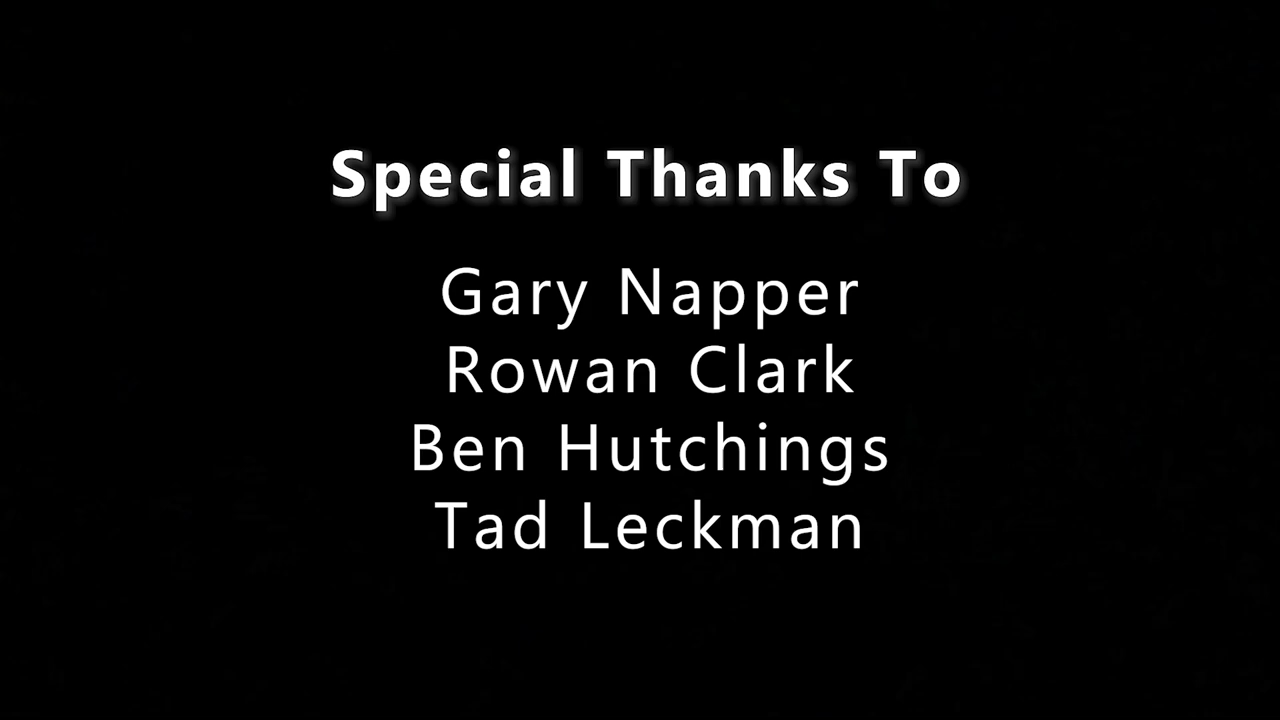 Special Thanks To
Gary Napper
Rowan Clark
Ben Hutchings
Tad Leckman